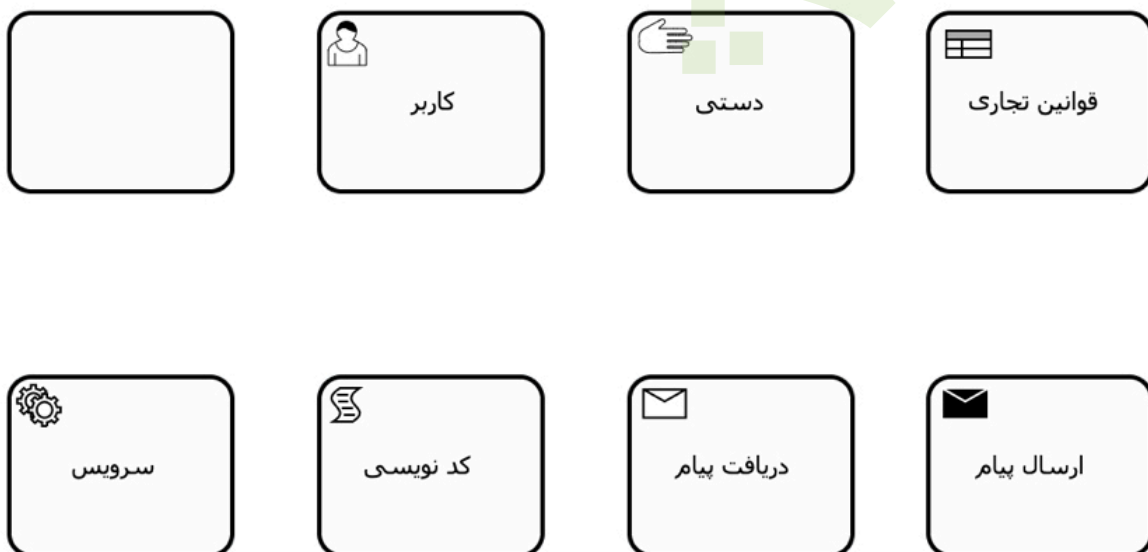 قوانین تجاری
دستی
کاربر
ارسال پیام
دریافت پیام
کد نویسی
سرویس